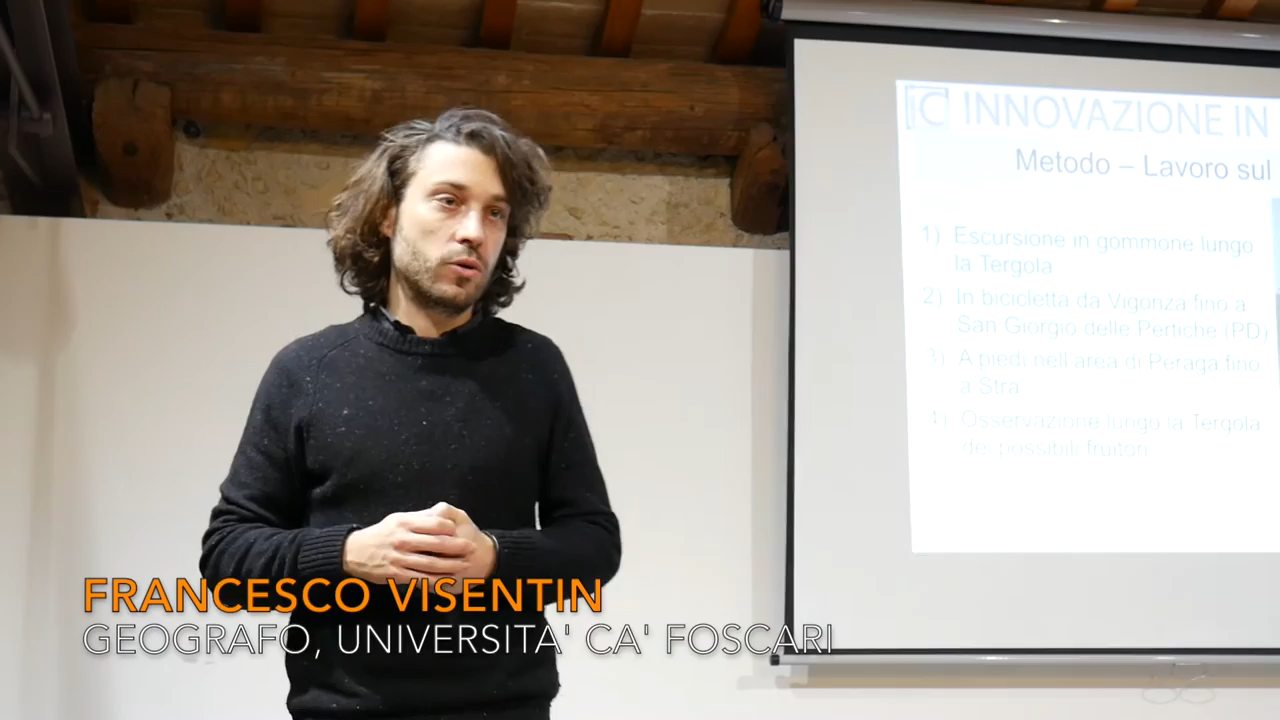 iC INNOVAZIONE IN
Metodo – Lavoro sul
1) Escursione in gommone lungo
la Tergola
2) In bicicletta da Vigonza fino a
San Giorgio delle Pertiche (PD)
3) A piedi nell'area di Peraga fino
a Stra
4) Osservazione lungo la Tergola
dei possibili fruitori
FRANCESCO VISENTIN
GEOGRAFO, UNIVERSITA' CA' FOSCARI